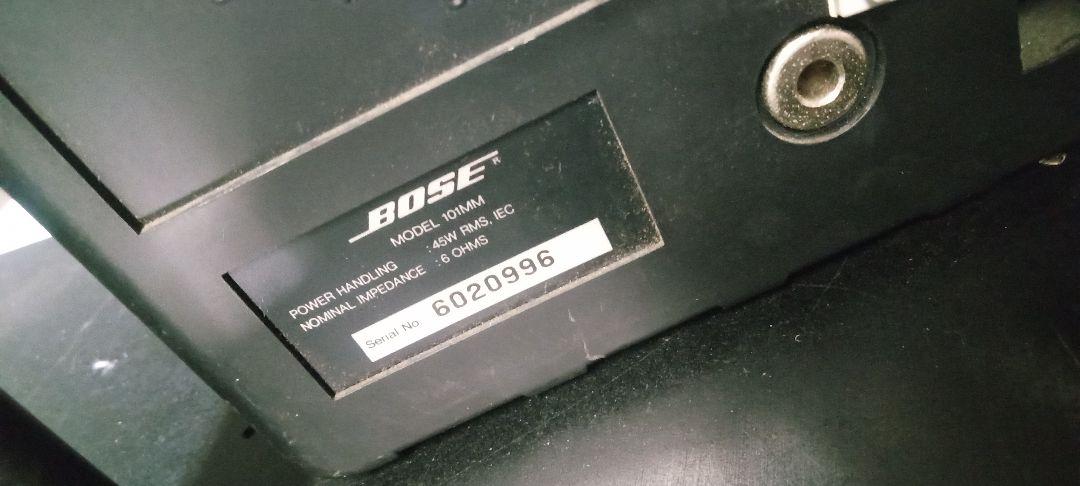 BOSE®
MODEL 101MM
POWER HANDLING : 45W RMS, IEC
NOMINAL IMPEDANCE : 6 OHMS
Serial No. 6020996